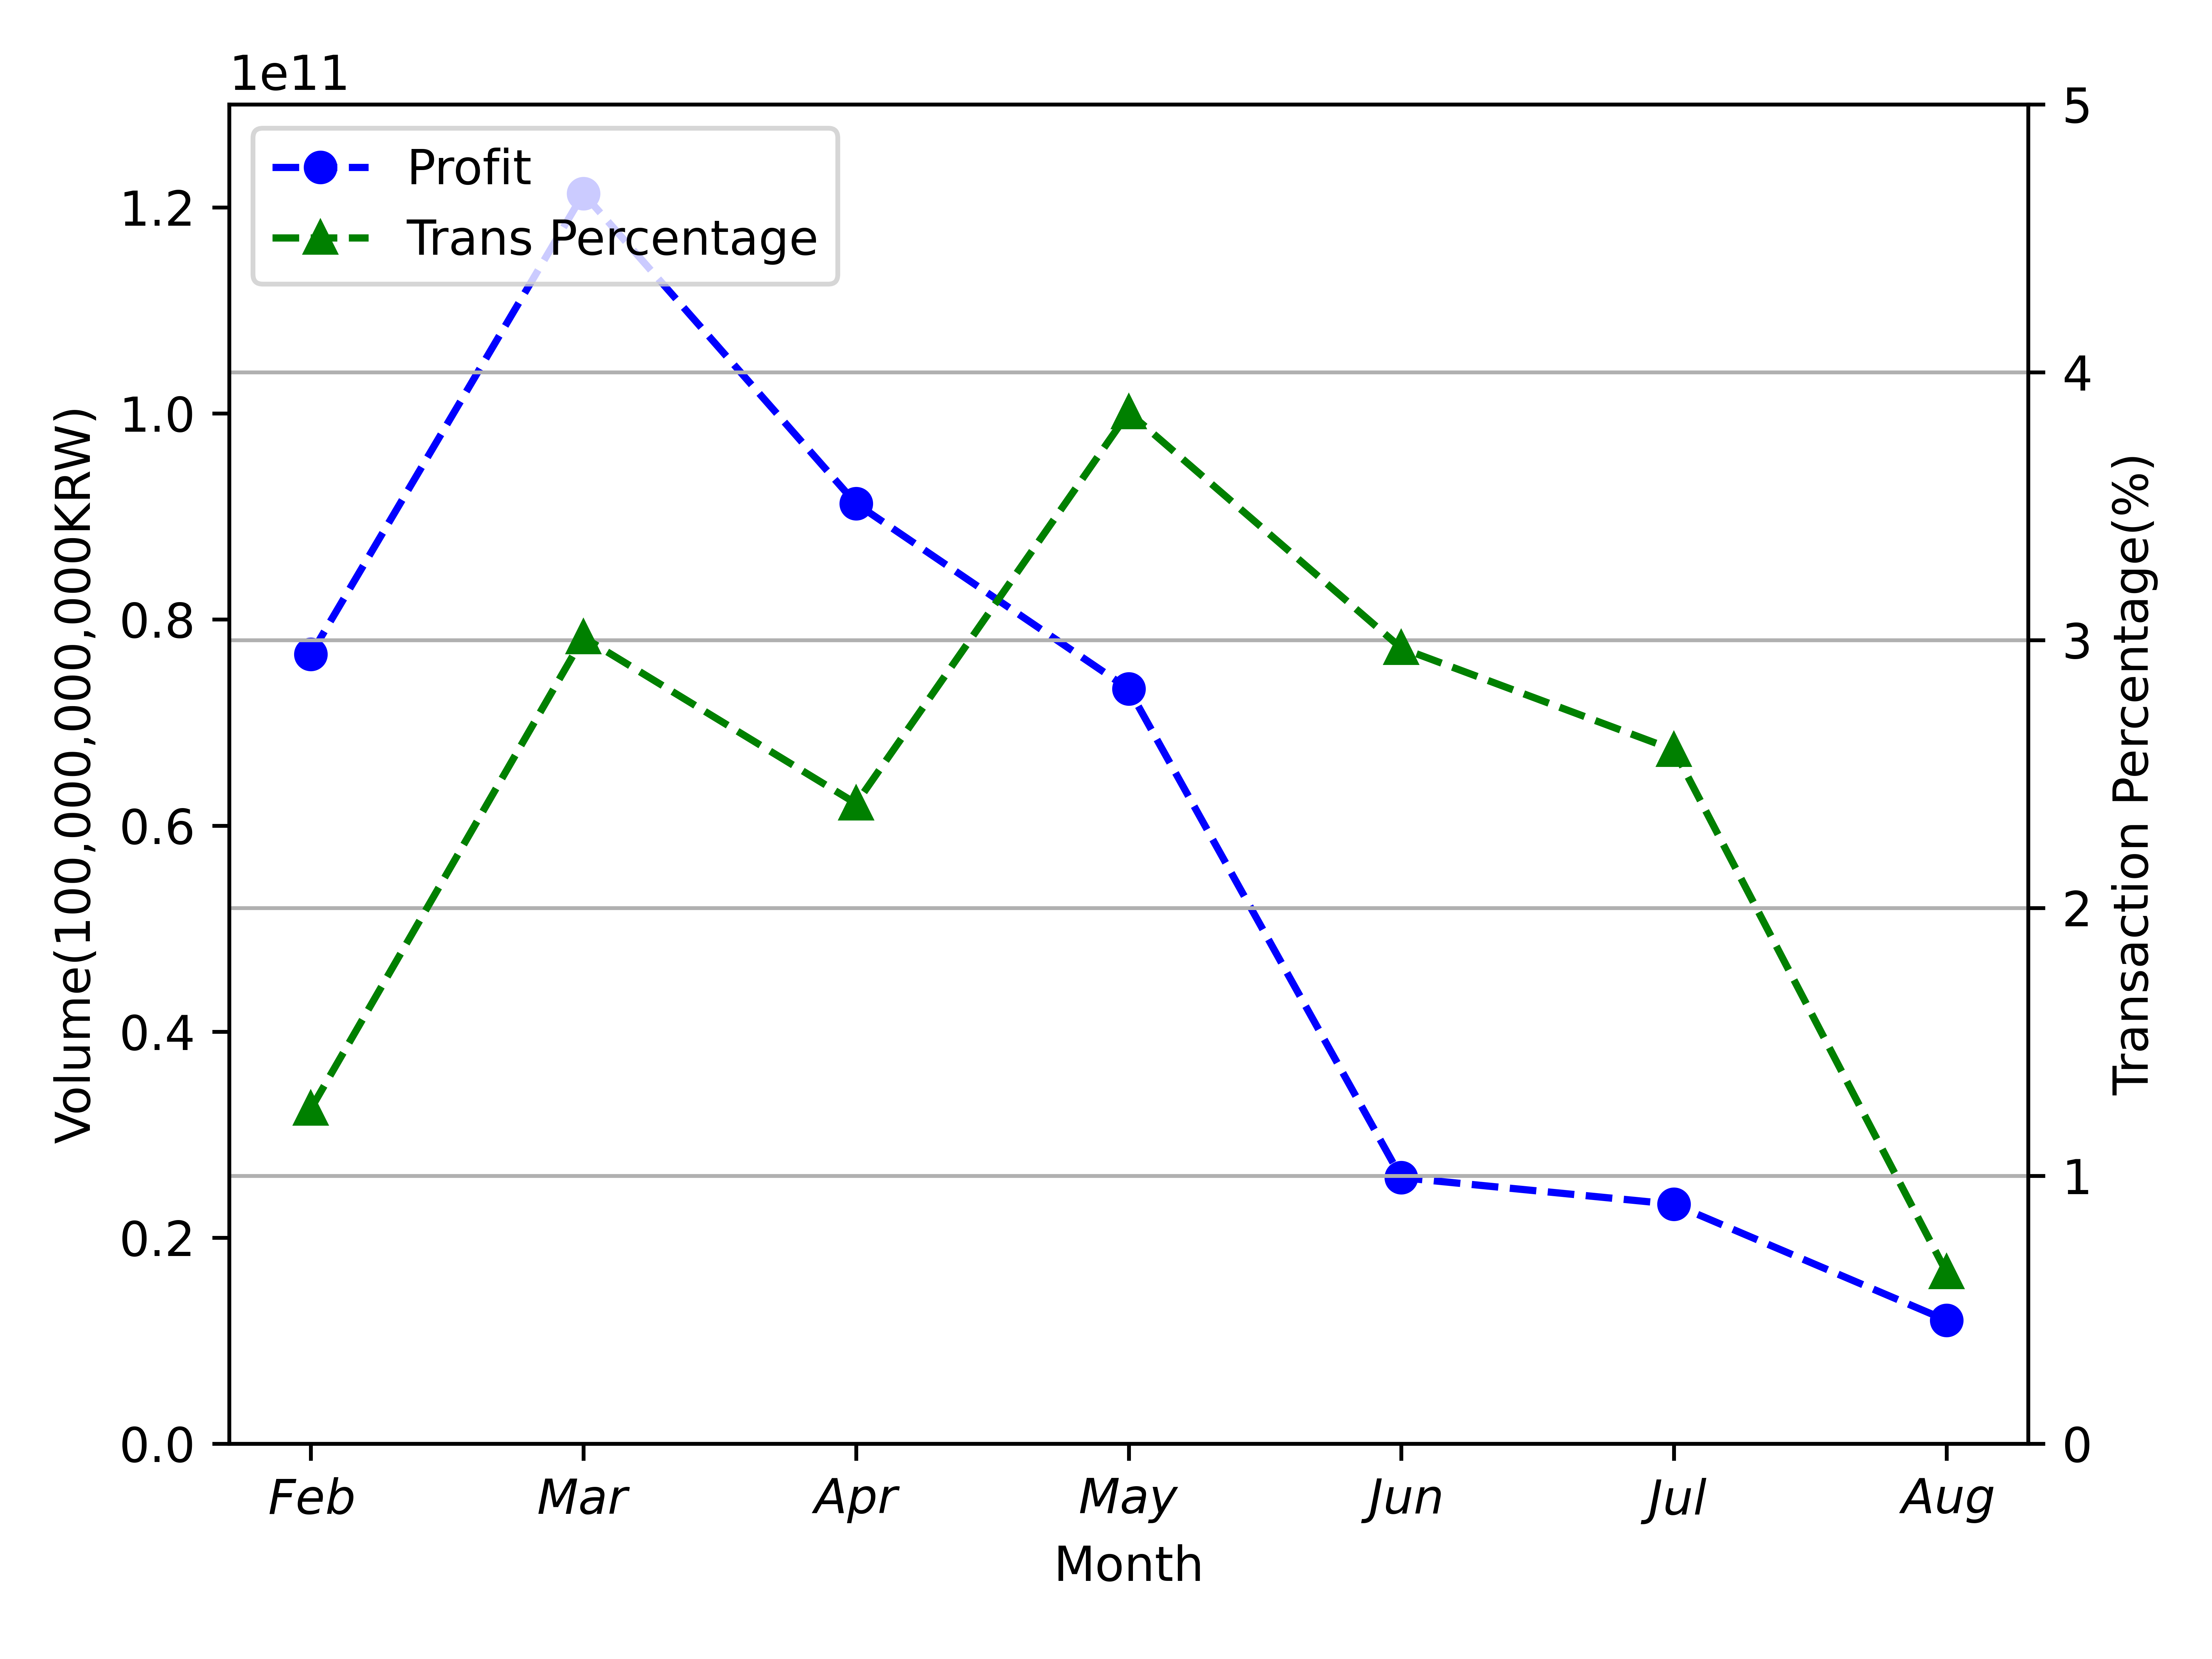 1e11
Profit
Trans Percentage
Volume(100,000,000,000KRW)
1.2
1.0
0.8
0.6
0.4
0.2
0.0
5
4
3
2
1
0
Transaction Percentage(%)
Feb Mar Apr May Jun Jul Aug
Month